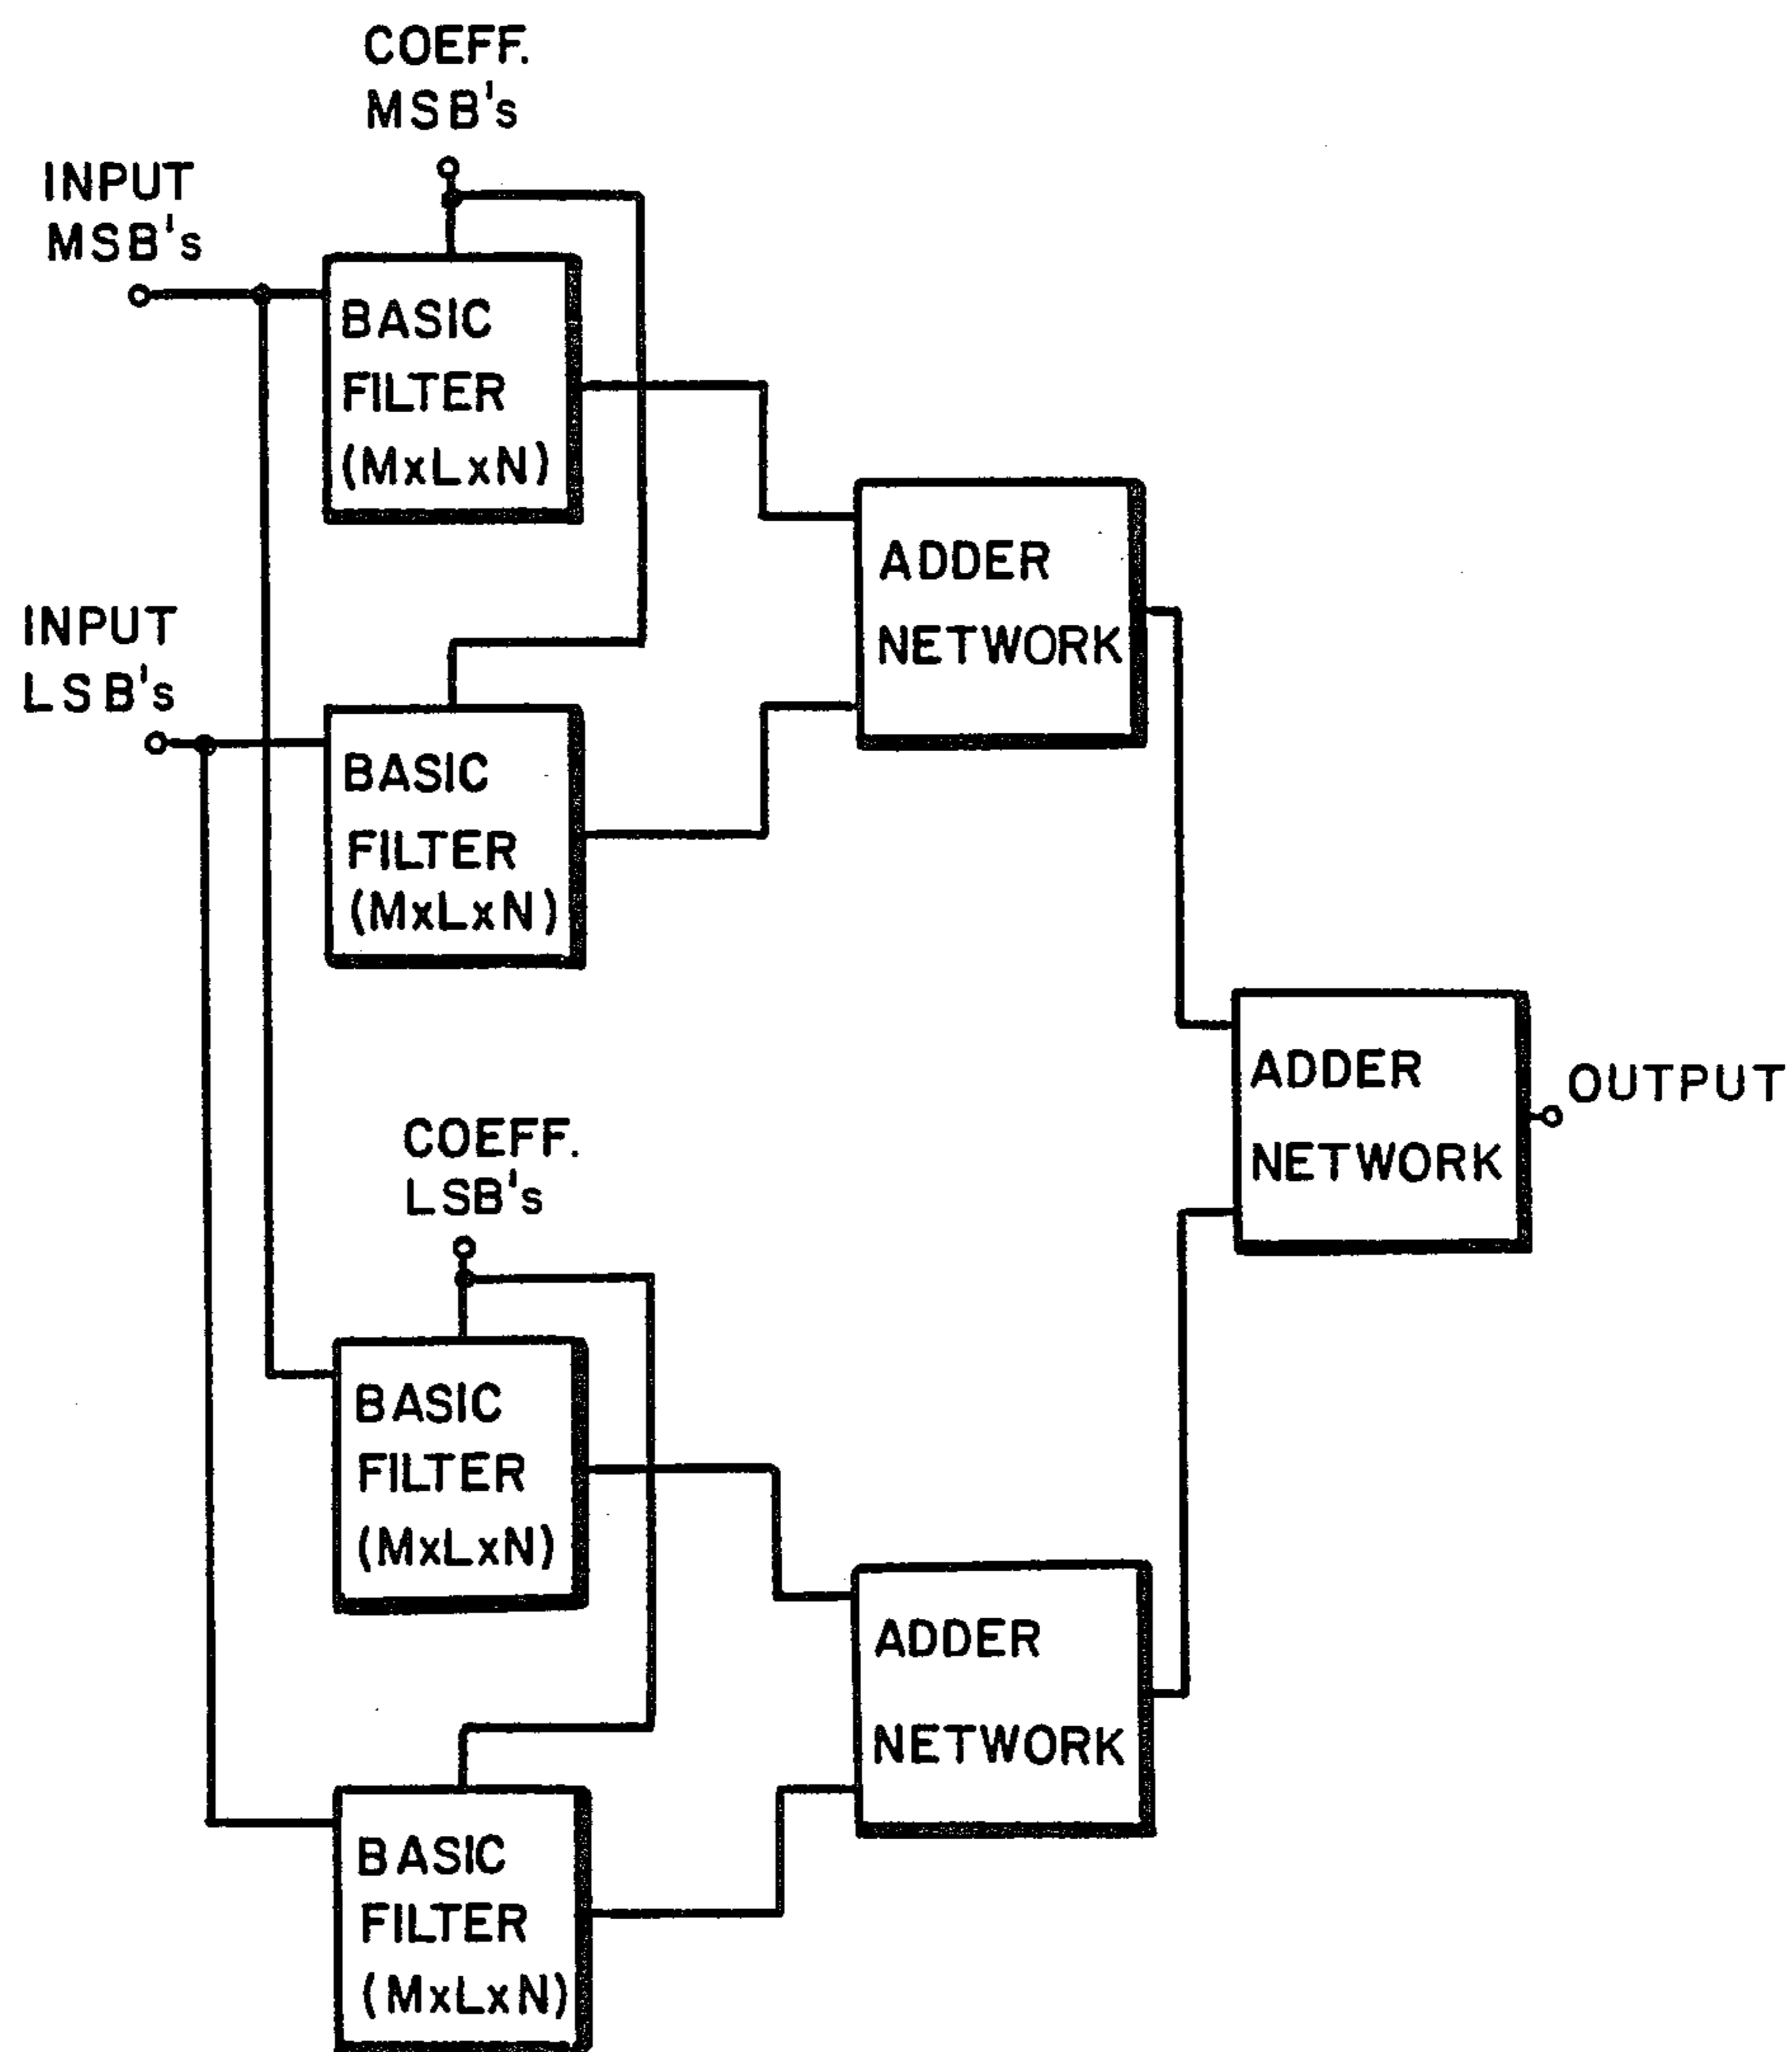 COEFF.
MSB's
INPUT
MSB's
BASIC
FILTER
(MxLxN)
ADDER
NETWORK
INPUT
LSB's
BASIC
FILTER
(MxLxN)
ADDER
NETWORK
OUTPUT
COEFF.
LSB's
BASIC
FILTER
(MxLxN)
ADDER
NETWORK
BASIC
FILTER
(MxLxN)